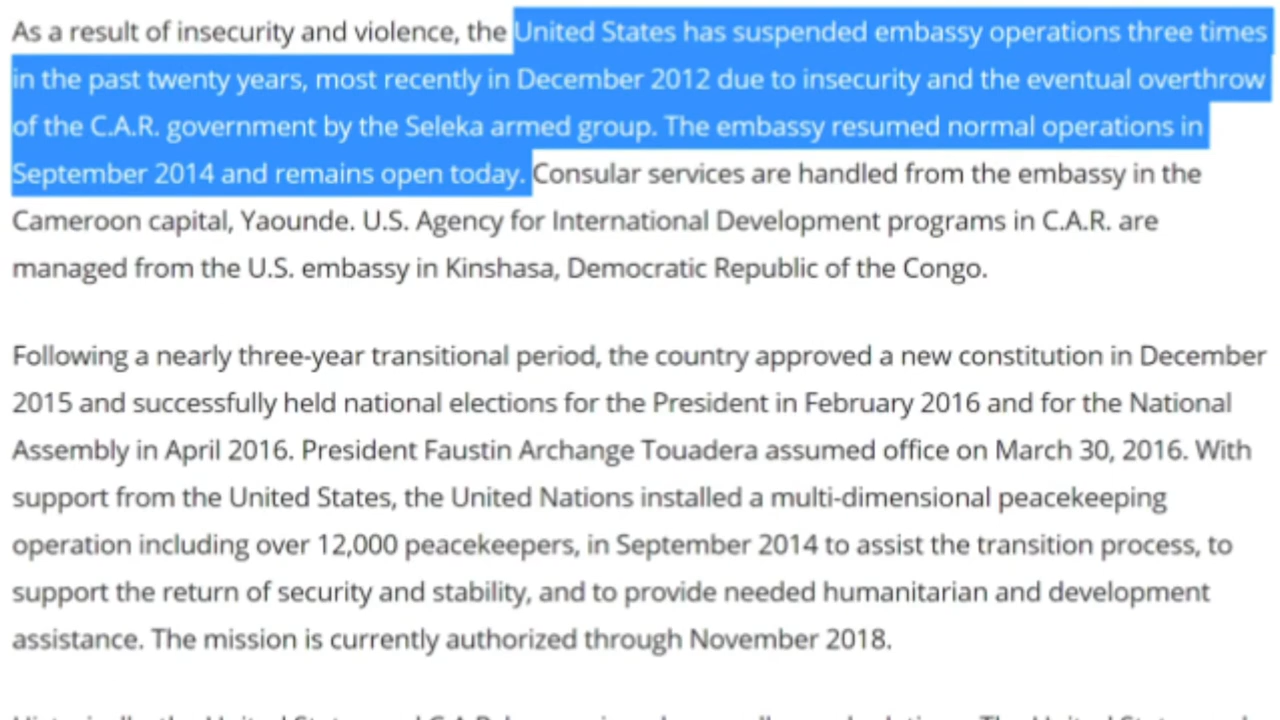 As a result of insecurity and violence, the United States has suspended embassy operations three times
in the past twenty years, most recently in December 2012 due to insecurity and the eventual overthrow
of the C.A.R. government by the Seleka armed group. The embassy resumed normal operations in
September 2014 and remains open today. Consular services are handled from the embassy in the
Cameroon capital, Yaounde. U.S. Agency for International Development programs in C.A.R. are
managed from the U.S. embassy in Kinshasa, Democratic Republic of the Congo.
Following a nearly three-year transitional period, the country approved a new constitution in December
2015 and successfully held national elections for the President in February 2016 and for the National
Assembly in April 2016. President Faustin Archange Touadera assumed office on March 30, 2016. With
support from the United States, the United Nations installed a multi-dimensional peacekeeping
operation including over 12,000 peacekeepers, in September 2014 to assist the transition process, to
support the return of security and stability, and to provide needed humanitarian and development
assistance. The mission is currently authorized through November 2018.